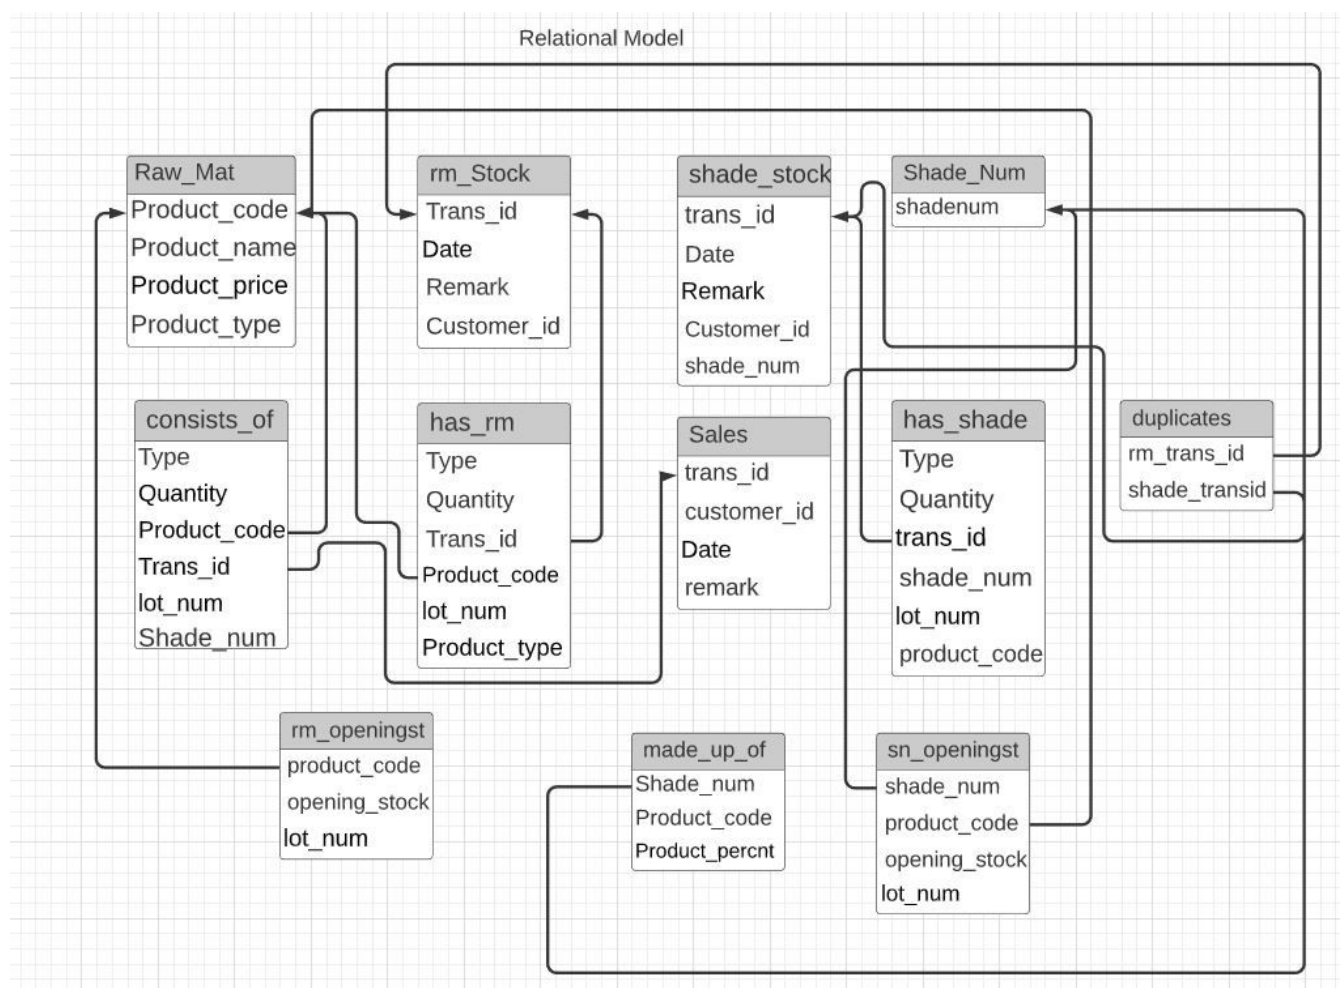 Relational Model
Raw_Mat
Product_code
Product_name
Product_price
Product_type
rm_Stock
Trans_id
Date
Remark
Customer_id
shade_stock
trans_id
Date
Remark
Customer_id
shade_num
Shade_Num
shadenum
consists_of
Type
Quantity
Product_code
Trans_id
lot_num
Shade_num
has_rm
Type
Quantity
Trans_id
Product_code
lot_num
Product_type
Sales
trans_id
customer_id
Date
remark
has_shade
Type
Quantity
trans_id
shade_num
lot_num
product_code
duplicates
rm_trans_id
shade_transid
rm_openingst
product_code
opening_stock
lot_num
made_up_of
Shade_num
Product_code
Product_percnt
sn_openingst
shade_num
product_code
opening_stock
lot_num